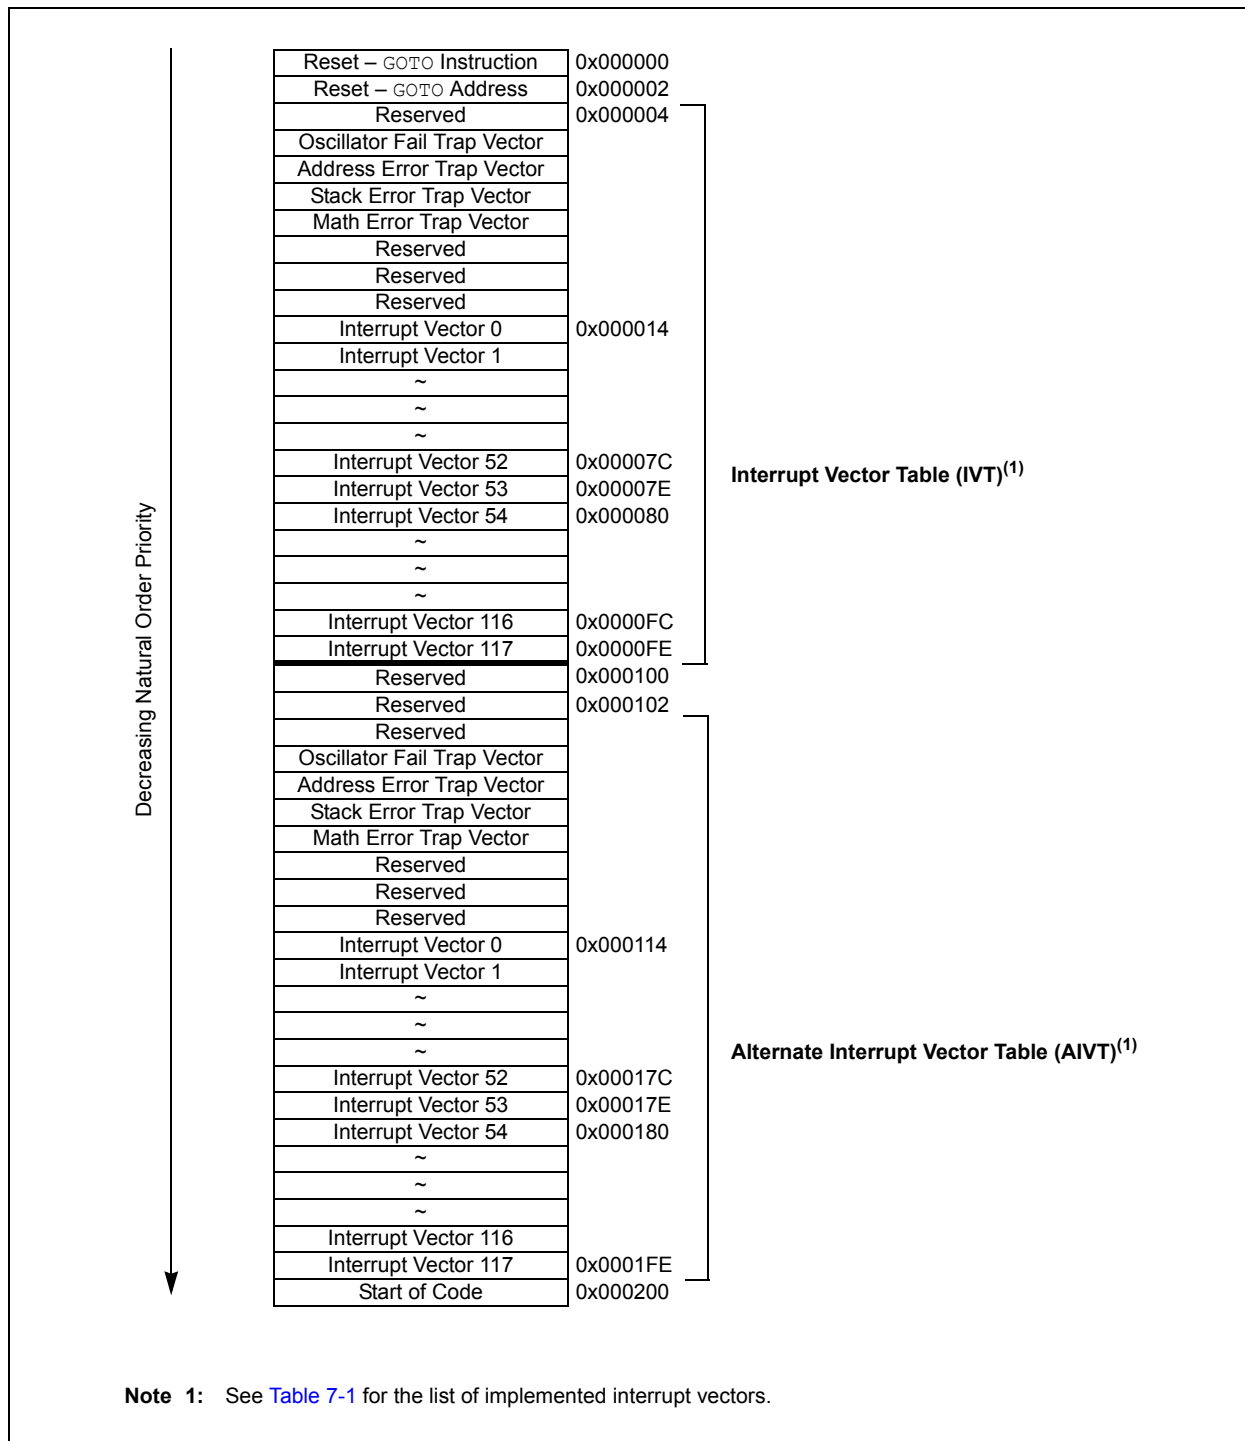 Reset – GOTO Instruction 0x000000
Reset – GOTO Address 0x000002
Reserved 0x000004
Oscillator Fail Trap Vector
Address Error Trap Vector
Stack Error Trap Vector
Math Error Trap Vector
Reserved
Reserved
Reserved
Interrupt Vector 0 0x000014
Interrupt Vector 1
~
~
~
Interrupt Vector 52 0x00007C
Interrupt Vector Table (IVT)(1)
Interrupt Vector 53 0x00007E
Interrupt Vector 54 0x000080
~
~
~
Interrupt Vector 116 0x0000FC
Interrupt Vector 117 0x0000FE
Decreasing Natural Order Priority
Reserved 0x000100
Reserved 0x000102
Reserved
Oscillator Fail Trap Vector
Address Error Trap Vector
Stack Error Trap Vector
Math Error Trap Vector
Reserved
Reserved
Reserved
Interrupt Vector 0 0x000114
Interrupt Vector 1
~
~
~
Alternate Interrupt Vector Table (AIVT)(1)
Interrupt Vector 52 0x00017C
Interrupt Vector 53 0x00017E
Interrupt Vector 54 0x000180
~
~
~
Interrupt Vector 116
Interrupt Vector 117 0x0001FE
Start of Code 0x000200
Note 1: See Table 7-1 for the list of implemented interrupt vectors.